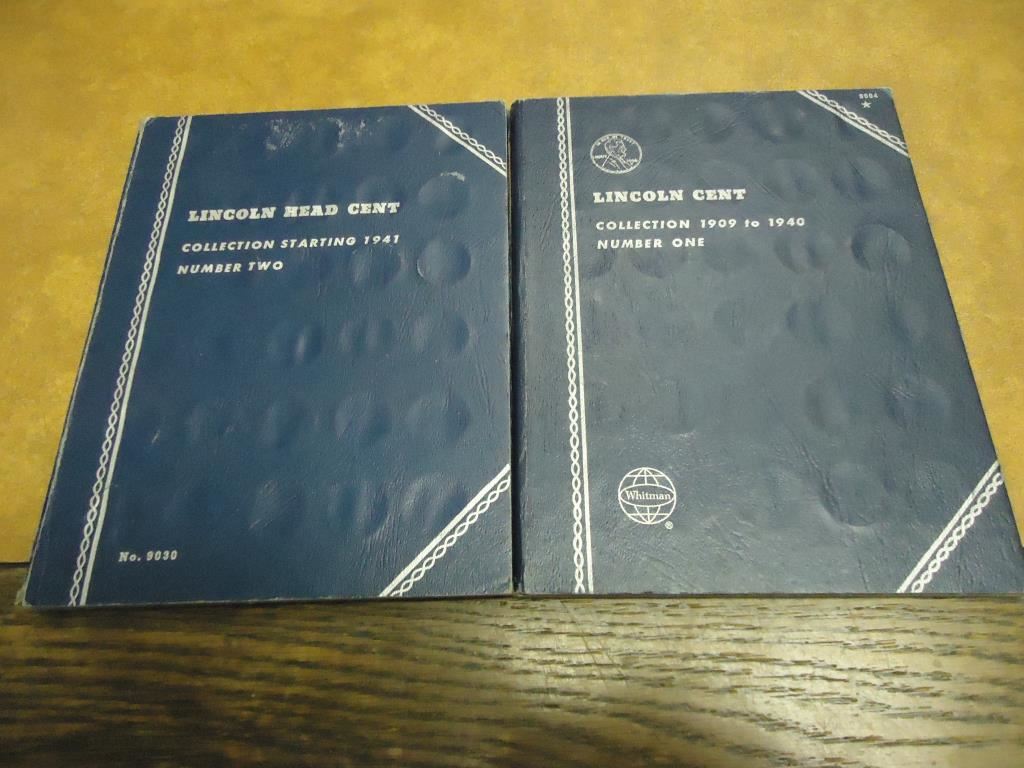 LINCOLN HEAD CENT
COLLECTION STARTING 1941
NUMBER TWO
No. 9030
LINCOLN CENT
COLLECTION 1909 to 1940
NUMBER ONE
Whitman
®